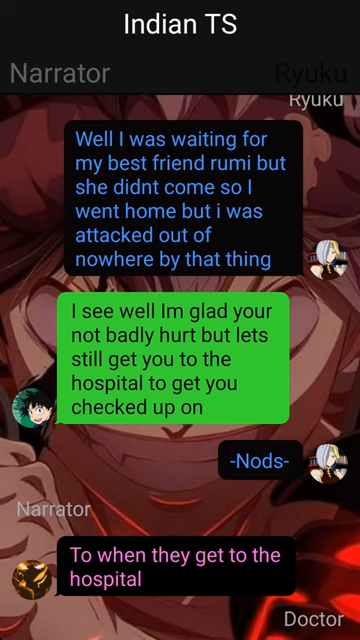 Indian TS
Narrator
Ryuku
Ryuku
Well I was waiting for
my best friend rumi but
she didnt come so I
went home but i was
attacked out of
nowhere by that thing
I see well Im glad your
not badly hurt but lets
still get you to the
hospital to get you
checked up on
-Nods-
Narrator
To when they get to the
hospital
Doctor